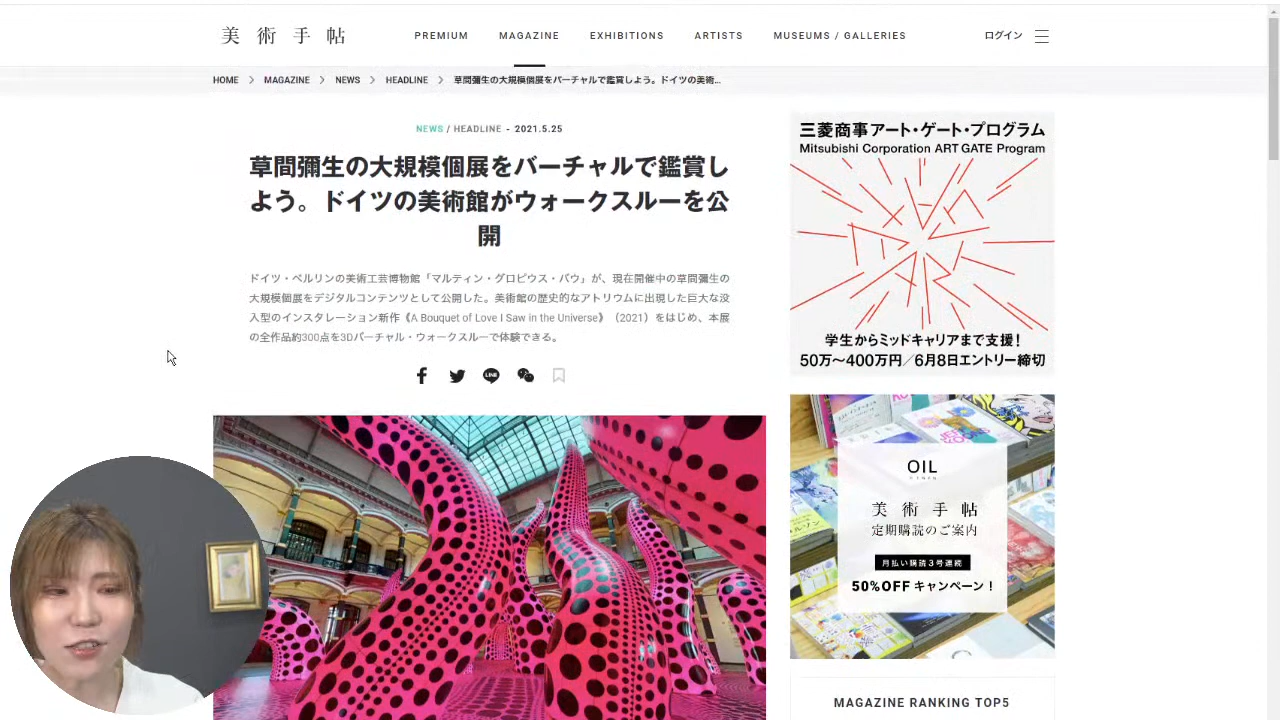 美術手帖
PREMIUM MAGAZINE EXHIBITIONS ARTISTS MUSEUMS / GALLERIES
ログイン
HOME > MAGAZINE > NEWS > HEADLINE > 草間彌生の大規模個展をバーチャルで鑑賞しよう。ドイツの美術...
NEWS / HEADLINE - 2021.5.25
草間彌生の大規模個展をバーチャルで鑑賞し
よう。ドイツの美術館がウォークスルーを公
開
ドイツ・ベルリンの美術工芸博物館「マルティン・グロピウス・バウ」が、現在開催中の草間彌生の
大規模個展をデジタルコンテンツとして公開した。美術館の歴史的なアトリウムに出現した巨大な没
入型のインスタレーション新作《A Bouquet of Love I Saw in the Universe》（2021）をはじめ、本展
の全作品約300点を3Dバーチャル・ウォークスルーで体験できる。
LINE
三菱商事アート・ゲート・プログラム
Mitsubishi Corporation ART GATE Program
学生からミッドキャリアまで支援！
50万〜400万円／6月8日エントリー締切
OIL
美術手帖
定期購読のご案内
月払い購読3号連続
50%OFF キャンペーン！
MAGAZINE RANKING TOP5